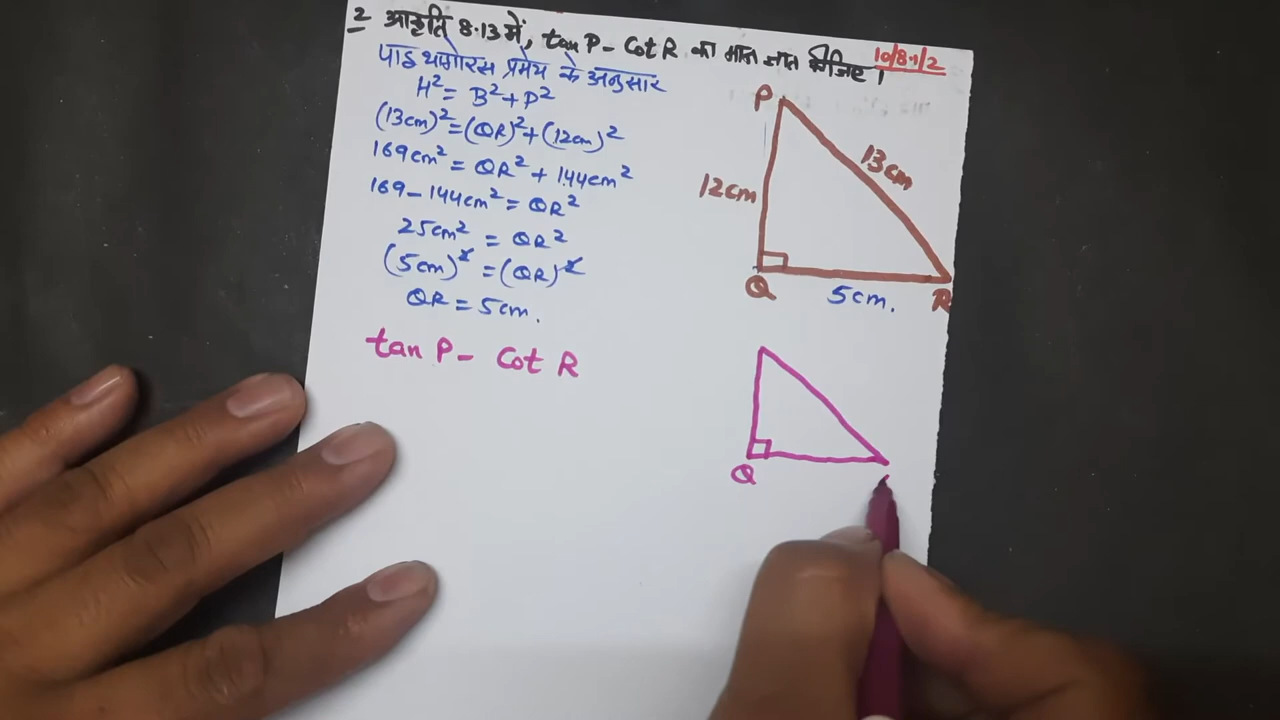 2 आकृति 8.13 में, tan P - Cot R का मान ज्ञात कीजिए।
10/8.1/2
पाइथागोरस प्रमेय के अनुसार
H² = B² + P²
(13cm)² = (QR)² + (12cm)²
169cm² = QR² + 144cm²
169 - 144cm² = QR²
25cm² = QR²
(5cm)² = (QR)²
QR = 5cm.
tan P - Cot R
P
12cm
13cm
Q
5cm.
R
Q